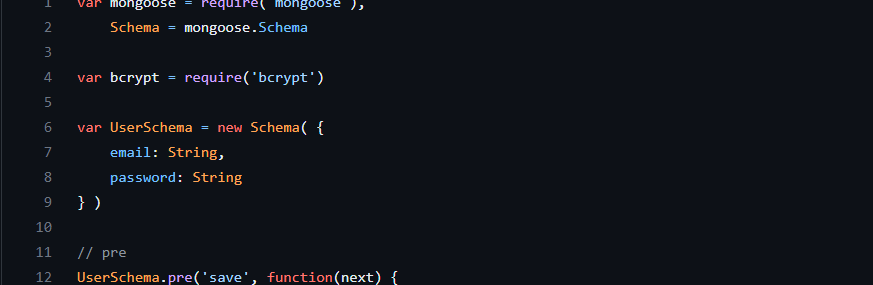 1 var mongoose = require('mongoose'),
2 Schema = mongoose.Schema
3
4 var bcrypt = require('bcrypt')
5
6 var UserSchema = new Schema( {
7 email: String,
8 password: String
9 } )
10
11 // pre
12 UserSchema.pre('save', function(next) {